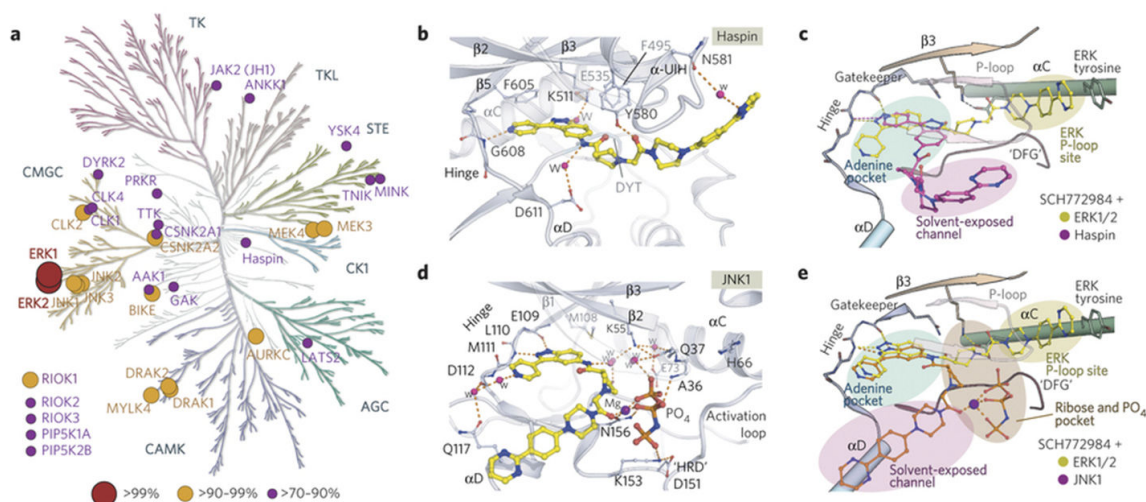 a
TK
JAK2 (JH1)
ANKK1
TKL
STE
YSK4
CMGC
DYRK2
PRKR
CLK4
CLK2
CLK1
TTK
CSNK2A1
CSNK2A2
TNIK
MINK
MEK4
MEK3
Haspin
ERK1
ERK2
JNK2
JNK1
JNK3
AAK1
BIKE
GAK
CK1
AURKC
LATS2
RIOK1
RIOK2
RIOK3
PIP5K1A
PIP5K2B
DRAK2
DRAK1
MYLK4
AGC
CAMK
>99%
>90–99%
>70–90%
b
Haspin
β2
β3
F495
N581
α-UIH
β5
F605
E535
K511
W
w
αC
Y580
G608
Hinge
W
DYT
D611
αD
c
β3
Gatekeeper
P-loop
αC
ERK
tyrosine
Hinge
Adenine
pocket
'DFG'
ERK
P-loop
site
αD
Solvent-exposed
channel
SCH772984 +
ERK1/2
Haspin
d
JNK1
β3
β1
Hinge
E109
M108
β2
αC
L110
K55
M111
w
w
w
Q37
H66
D112
w
E73
A36
w
Mg
PO4
Activation
loop
N156
Q117
αD
'HRD'
K153
D151
e
β3
Gatekeeper
P-loop
αC
ERK
tyrosine
Hinge
Adenine
pocket
'DFG'
ERK
P-loop
site
αD
Ribose and PO4
pocket
Solvent-exposed
channel
SCH772984 +
ERK1/2
JNK1